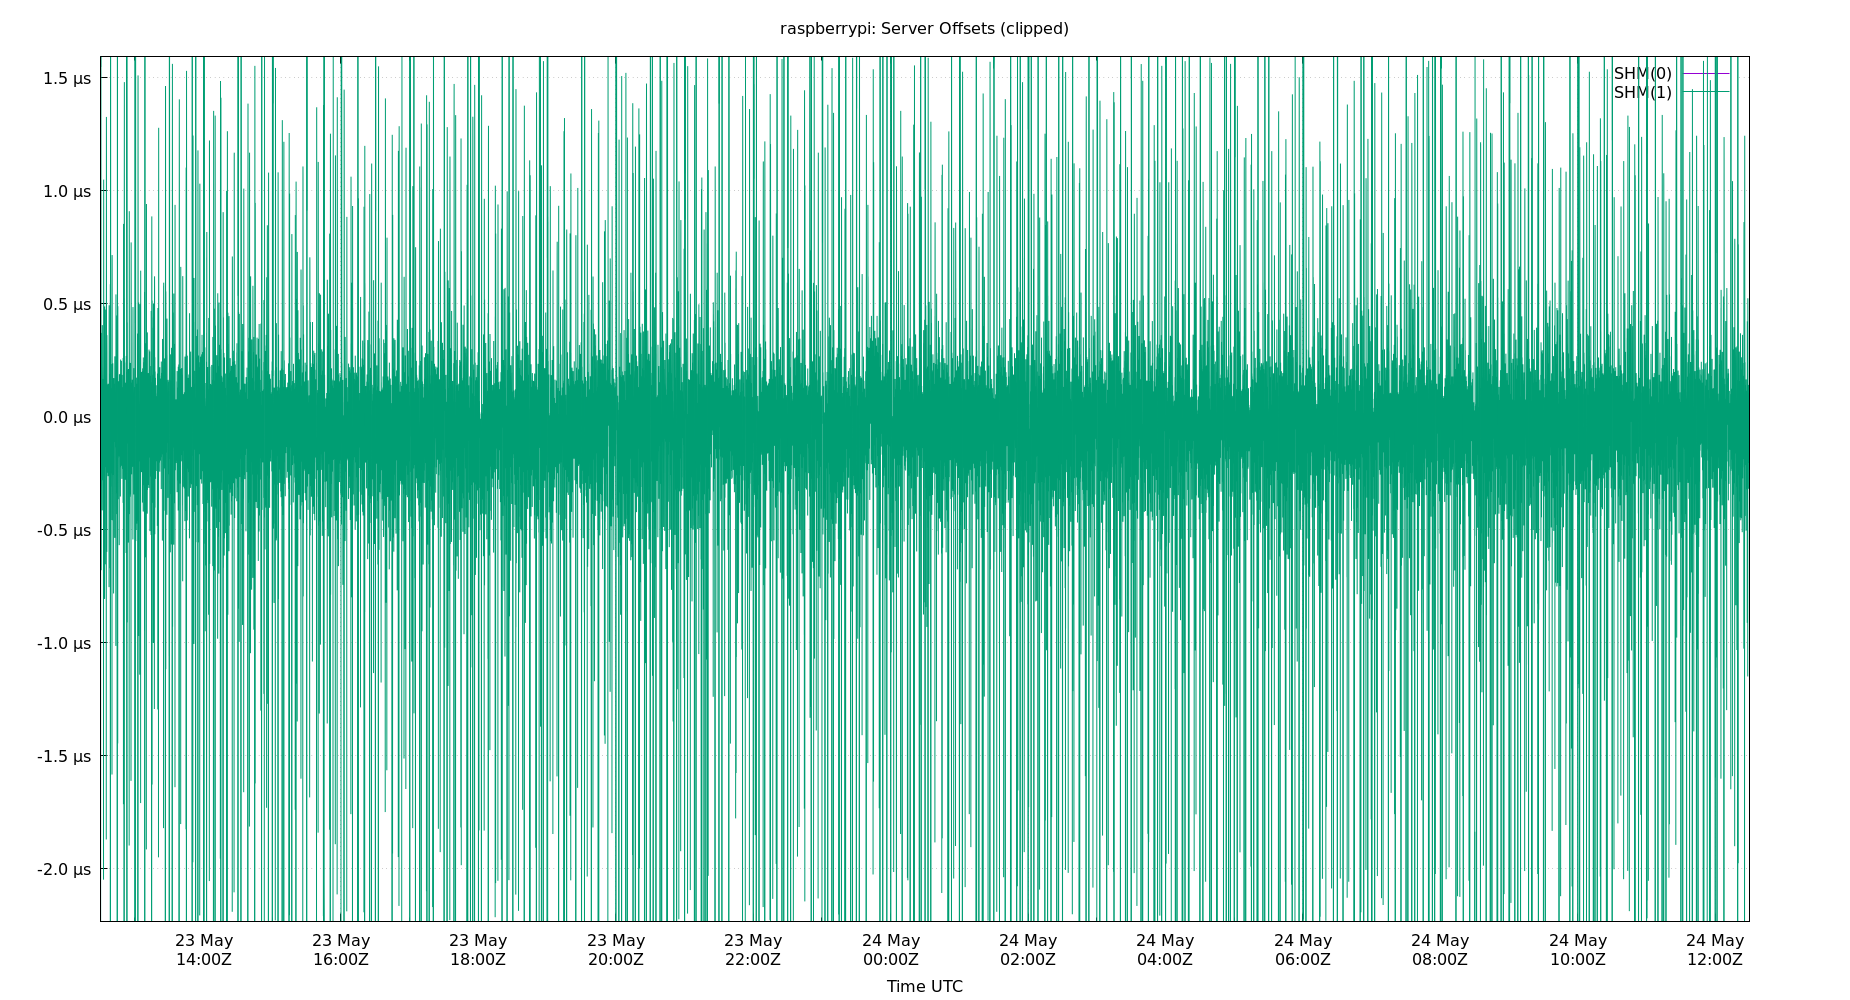 raspberrypi: Server Offsets (clipped)
SHM(0)
SHM(1)
1.5 µs
1.0 µs
0.5 µs
0.0 µs
-0.5 µs
-1.0 µs
-1.5 µs
-2.0 µs
23 May 23 May 23 May 23 May 23 May 24 May 24 May 24 May 24 May 24 May 24 May 24 May
14:00Z 16:00Z 18:00Z 20:00Z 22:00Z 00:00Z 02:00Z 04:00Z 06:00Z 08:00Z 10:00Z 12:00Z
Time UTC